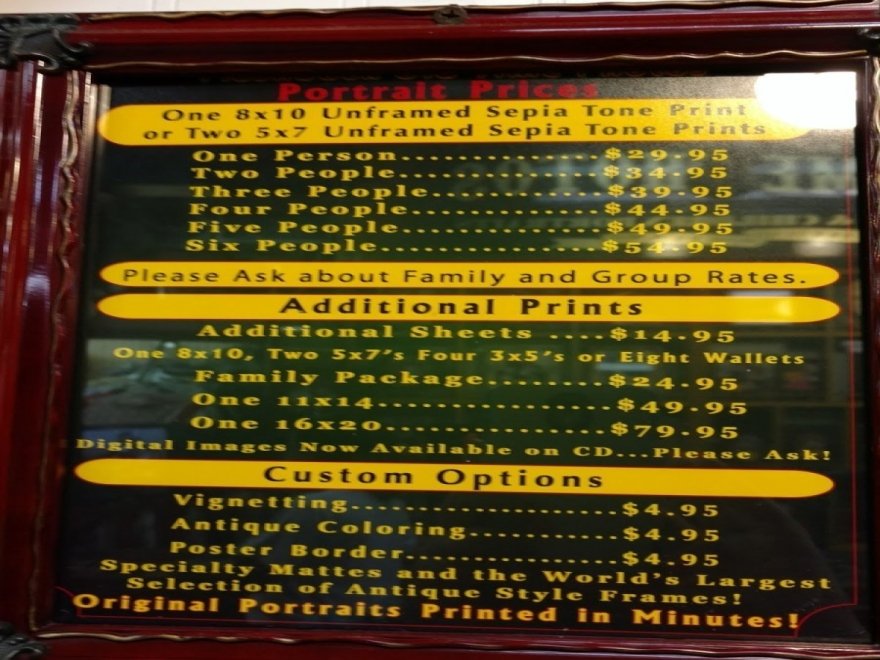 Portrait Prices
One 8x10 Unframed Sepia Tone Print
or Two 5x7 Unframed Sepia Tone Prints
One Person...............$29.95
Two People...............$34.95
Three People............$39.95
Four People..............$44.95
Five People...............$49.95
Six People.................$54.95
Please Ask about Family and Group Rates.
Additional Prints
Additional Sheets ....$14.95
One 8x10, Two 5x7's Four 3x5's or Eight Wallets
Family Package.........$24.95
One 11x14..................$49.95
One 16x20..................$79.95
Digital Images Now Available on CD...Please Ask!
Custom Options
Vignetting.....................$4.95
Antique Coloring...........$4.95
Poster Border................$4.95
Specialty Mattes and the World's Largest
Selection of Antique Style Frames!
Original Portraits Printed in Minutes!